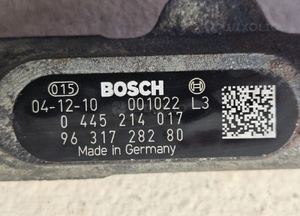 015 BOSCH
04-12-10 001022 L3
0 445 214 017
96 317 282 80
Made in Germany